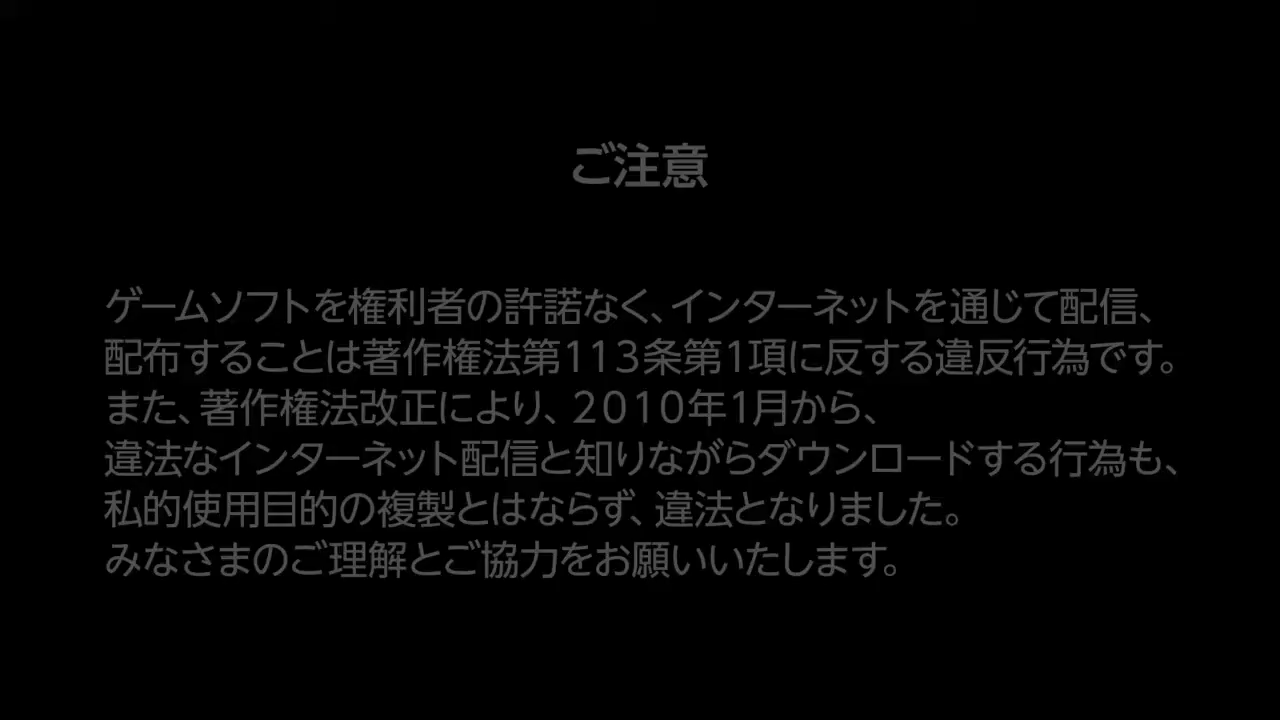 ご注意
ゲームソフトを権利者の許諾なく、インターネットを通じて配信、
配布することは著作権法第113条第1項に反する違反行為です。
また、著作権法改正により、2010年1月から、
違法なインターネット配信と知りながらダウンロードする行為も、
私的使用目的の複製とはならず、違法となりました。
みなさまのご理解とご協力をお願いいたします。